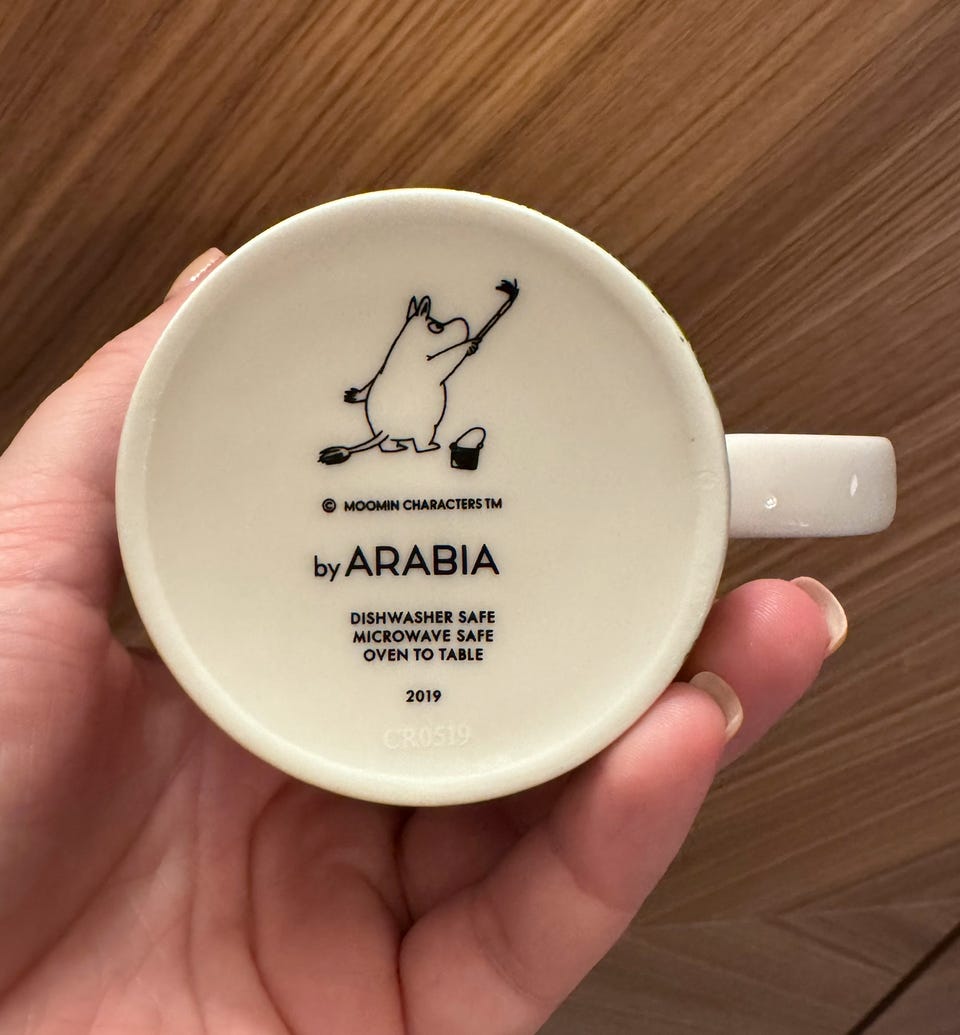 © MOOMIN CHARACTERS TM
by ARABIA
DISHWASHER SAFE
MICROWAVE SAFE
OVEN TO TABLE
2019
CR0519